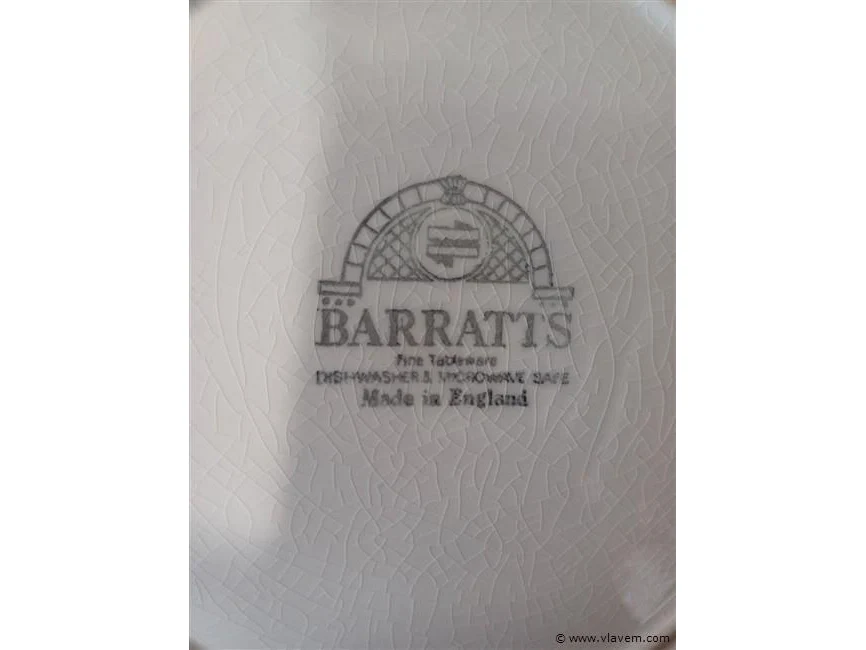 BARRATTS
Fine Tableware
DISHWASHER & MICROWAVE SAFE
Made in England
© www.vlavem.com